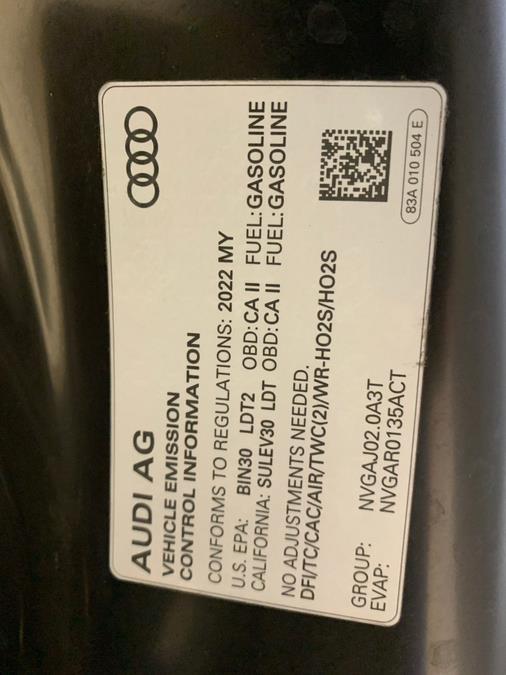 AUDI AG
VEHICLE EMISSION
CONTROL INFORMATION
CONFORMS TO REGULATIONS: 2022 MY
U.S. EPA: BIN30 LDT2 OBD: CA II FUEL: GASOLINE
CALIFORNIA: SULEV30 LDT OBD: CA II FUEL: GASOLINE
NO ADJUSTMENTS NEEDED.
DFI/TC/CAC/AIR/TWC(2)/WR-HO2S/HO2S
GROUP: NVGAJ02.0A3T
EVAP: NVGAR0135ACT
83A 010 504 E